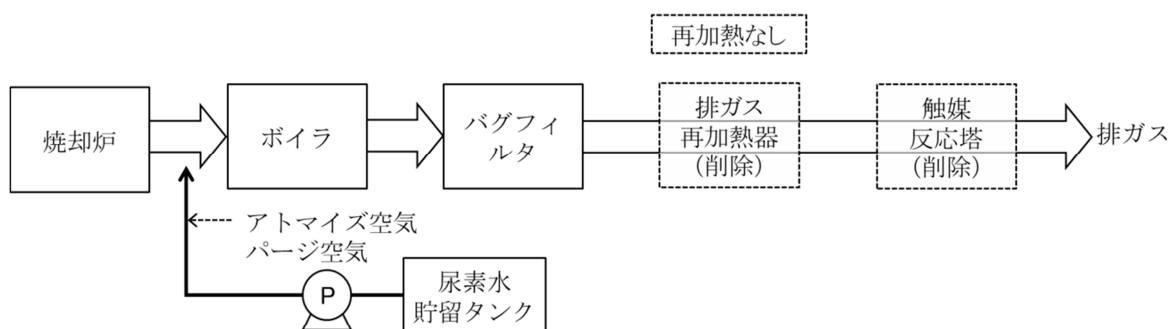 再加熱なし
焼却炉
ボイラ
バグフィ
ルタ
排ガス
再加熱器
(削除)
触媒
反応塔
(削除)
排ガス
アトマイズ空気
パージ空気
P
尿素水
貯留タンク